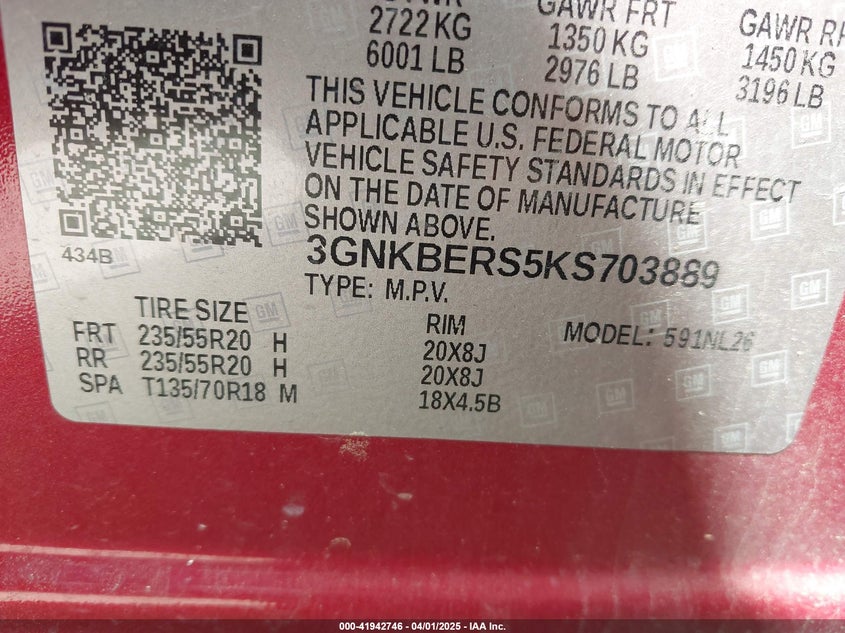 2722 KG
6001 LB
GAWR FRT
1350 KG
2976 LB
GAWR RR
1450 KG
3196 LB
THIS VEHICLE CONFORMS TO ALL
APPLICABLE U.S. FEDERAL MOTOR
VEHICLE SAFETY STANDARDS IN EFFECT
ON THE DATE OF MANUFACTURE
SHOWN ABOVE.
434B
3GNKBERS5KS703889
TYPE: M.P.V.
MODEL: 591NL26
TIRE SIZE RIM
FRT 235/55R20 H 20X8J
RR 235/55R20 H 20X8J
SPA T135/70R18 M 18X4.5B
GM
000-41942746 - 04/01/2025 - IAA Inc.